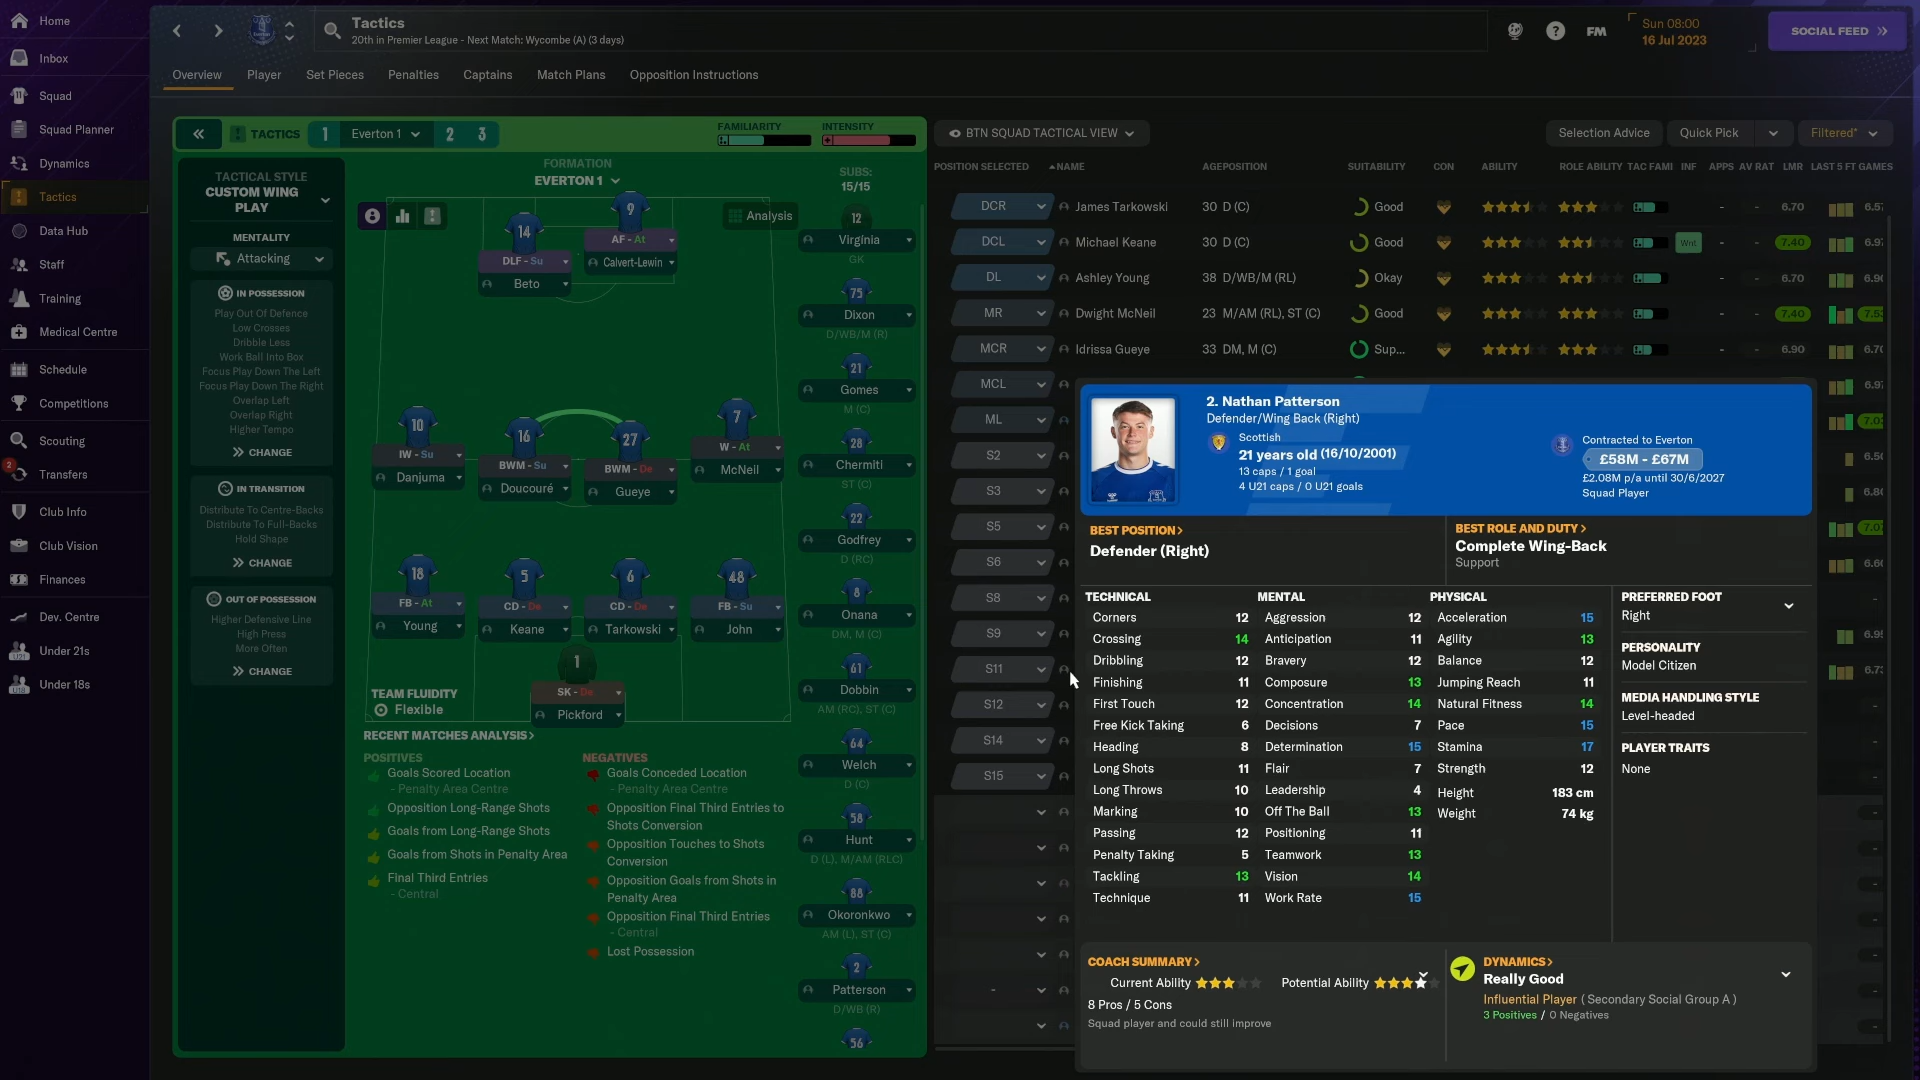 Home
Inbox
Squad
Squad Planner
Dynamics
Tactics
Data Hub
Staff
Training
Medical Centre
Schedule
Competitions
Scouting
2
Transfers
Club Info
Club Vision
Finances
Dev. Centre
Under 21s
Under 18s
Tactics
20th in Premier League - Next Match: Wycombe (A) (3 days)
FM
Sun 08:00
16 Jul 2023
SOCIAL FEED
Overview Player Set Pieces Penalties Captains Match Plans Opposition Instructions
TACTICS 1 Everton 1 2 3
FAMILIARITY INTENSITY
TACTICAL STYLE
CUSTOM WING
PLAY
MENTALITY
Attacking
IN POSSESSION
Play Out Of Defence
Low Crosses
Dribble Less
Work Ball Into Box
Focus Play Down The Left
Focus Play Down The Right
Overlap Left
Overlap Right
Higher Tempo
CHANGE
IN TRANSITION
Distribute To Centre-Backs
Distribute To Full-Backs
Hold Shape
CHANGE
OUT OF POSSESSION
Higher Defensive Line
High Press
More Often
CHANGE
FORMATION
EVERTON 1
Analysis
14
DLF - Su
Beto
9
AF - At
Calvert-Lewin
10
IW - Su
Danjuma
16
BWM - Su
Doucouré
27
BWM - De
Gueye
7
W - At
McNeil
18
FB - At
Young
5
CD - De
Keane
6
CD - De
Tarkowski
48
FB - Su
John
1
SK - De
Pickford
TEAM FLUIDITY
Flexible
RECENT MATCHES ANALYSIS
POSITIVES
Goals Scored Location
- Penalty Area Centre
Opposition Long-Range Shots
Goals from Long-Range Shots
Goals from Shots in Penalty Area
Final Third Entries
- Central
NEGATIVES
Goals Conceded Location
- Penalty Area Centre
Opposition Final Third Entries to
Shots Conversion
Opposition Touches to Shots
Conversion
Opposition Goals from Shots in
Penalty Area
Opposition Final Third Entries
- Central
Lost Possession
SUBS:
15/15
12
Virgínia
GK
75
Dixon
D/WB/M (R)
21
Gomes
M (C)
28
Chermiti
ST (C)
22
Godfrey
D (RC)
8
Onana
DM, M (C)
61
Dobbin
AM (RC), ST (C)
64
Welch
D (C)
58
Hunt
D (L), M/AM (RLC)
88
Okoronkwo
AM (L), ST (C)
2
Patterson
D/WB (R)
56
BTN SQUAD TACTICAL VIEW
Selection Advice Quick Pick Filtered*
POSITION SELECTED NAME AGE POSITION SUITABILITY CON ABILITY ROLE ABILITY TAC FAMI INF APPS AV RAT LMR LAST 5 FT GAMES
DCR James Tarkowski 30 D (C) Good - - 6.70 6.57
DCL Michael Keane 30 D (C) Good Wnt - - 7.40 6.97
DL Ashley Young 38 D/WB/M (RL) Okay - - 6.70 6.90
MR Dwight McNeil 23 M/AM (RL), ST (C) Good - - 7.40 7.53
MCR Idrissa Gueye 33 DM, M (C) Sup... - - 6.90 6.70
MCL 6.97
ML
S2
S3
S5
S6
S8
S9
S11
S12
S14
S15
-
2. Nathan Patterson
Defender/Wing Back (Right)
Scottish
21 years old (16/10/2001)
13 caps / 1 goal
4 U21 caps / 0 U21 goals
Contracted to Everton
£58M - £67M
£2.08M p/a until 30/6/2027
Squad Player
BEST POSITION
Defender (Right)
BEST ROLE AND DUTY
Complete Wing-Back
Support
TECHNICAL
Corners 12
Crossing 14
Dribbling 12
Finishing 11
First Touch 12
Free Kick Taking 6
Heading 8
Long Shots 11
Long Throws 10
Marking 10
Passing 12
Penalty Taking 5
Tackling 13
Technique 11
MENTAL
Aggression 12
Anticipation 11
Bravery 12
Composure 13
Concentration 14
Decisions 7
Determination 15
Flair 7
Leadership 4
Off The Ball 13
Positioning 11
Teamwork 13
Vision 14
Work Rate 15
PHYSICAL
Acceleration 15
Agility 13
Balance 12
Jumping Reach 11
Natural Fitness 14
Pace 15
Stamina 17
Strength 12
Height 183 cm
Weight 74 kg
PREFERRED FOOT
Right
PERSONALITY
Model Citizen
MEDIA HANDLING STYLE
Level-headed
PLAYER TRAITS
None
COACH SUMMARY
Current Ability Potential Ability
8 Pros / 5 Cons
Squad player and could still improve
DYNAMICS
Really Good
Influential Player ( Secondary Social Group A )
3 Positives / 0 Negatives